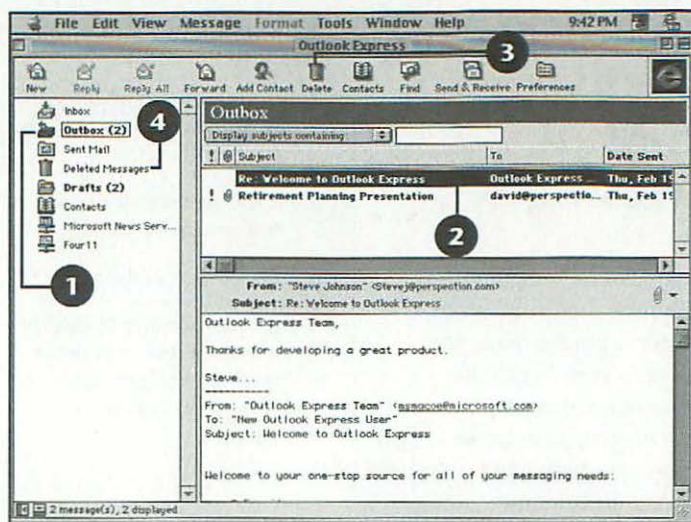 File Edit View Message Format Tools Window Help 9:42 PM
Outlook Express
3
New Reply Reply All Forward Add Contact Delete Contacts Find Send & Receive Preferences
Inbox
Outbox (2)
4
Sent Mail
Deleted Messages
Drafts (2)
Contacts
Microsoft News Serv...
Four11
1
Outbox
Display subjects containing:
! Subject To Date Sent
Re: Welcome to Outlook Express Outlook Express ... Thu, Feb 19
! Retirement Planning Presentation david@perspectio... Thu, Feb 19
2
From: "Steve Johnson" <Stevej@perspection.com>
Subject: Re: Welcome to Outlook Express
Outlook Express Team,
Thanks for developing a great product.
Steve...
----------
From: "Outlook Express Team" <msmacoe@microsoft.com>
To: "New Outlook Express User"
Subject: Welcome to Outlook Express
Welcome to your one-stop source for all of your messaging needs:
2 message(s), 2 displayed